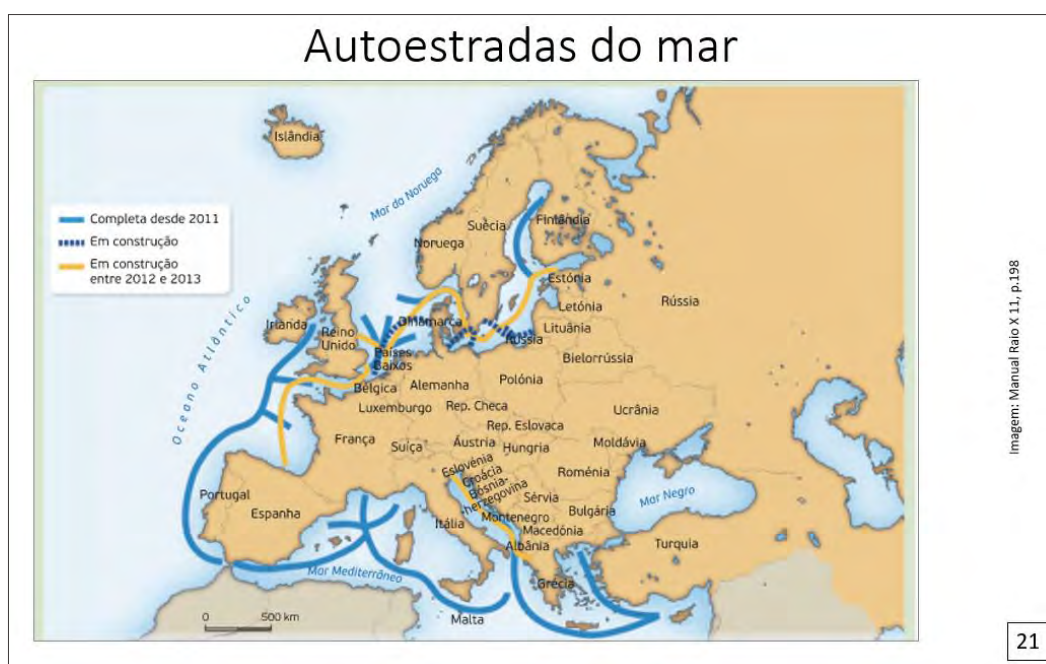 Autoestradas do mar
Islândia
Mar da Noruega
Completa desde 2011
Em construção
Em construção
entre 2012 e 2013
Suécia
Finlândia
Noruega
Estónia
Letónia
Rússia
Oceano Atlântico
Irlanda
Reino
Unido
Dinamarca
Lituânia
Rússia
Países
Baixos
Bielorrússia
Bélgica
Alemanha
Polónia
Luxemburgo
Rep. Checa
Ucrânia
Rep. Eslovaca
França
Suíça
Áustria
Hungria
Moldávia
Eslovénia
Croácia
Bósnia-
-herzegovina
Roménia
Portugal
Espanha
Itália
Sérvia
Montenegro
Bulgária
Mar Negro
Macedónia
Albânia
Turquia
Mar Mediterrâneo
Grécia
Malta
0 500 km
Imagem: Manual Raio X 11, p.198
21